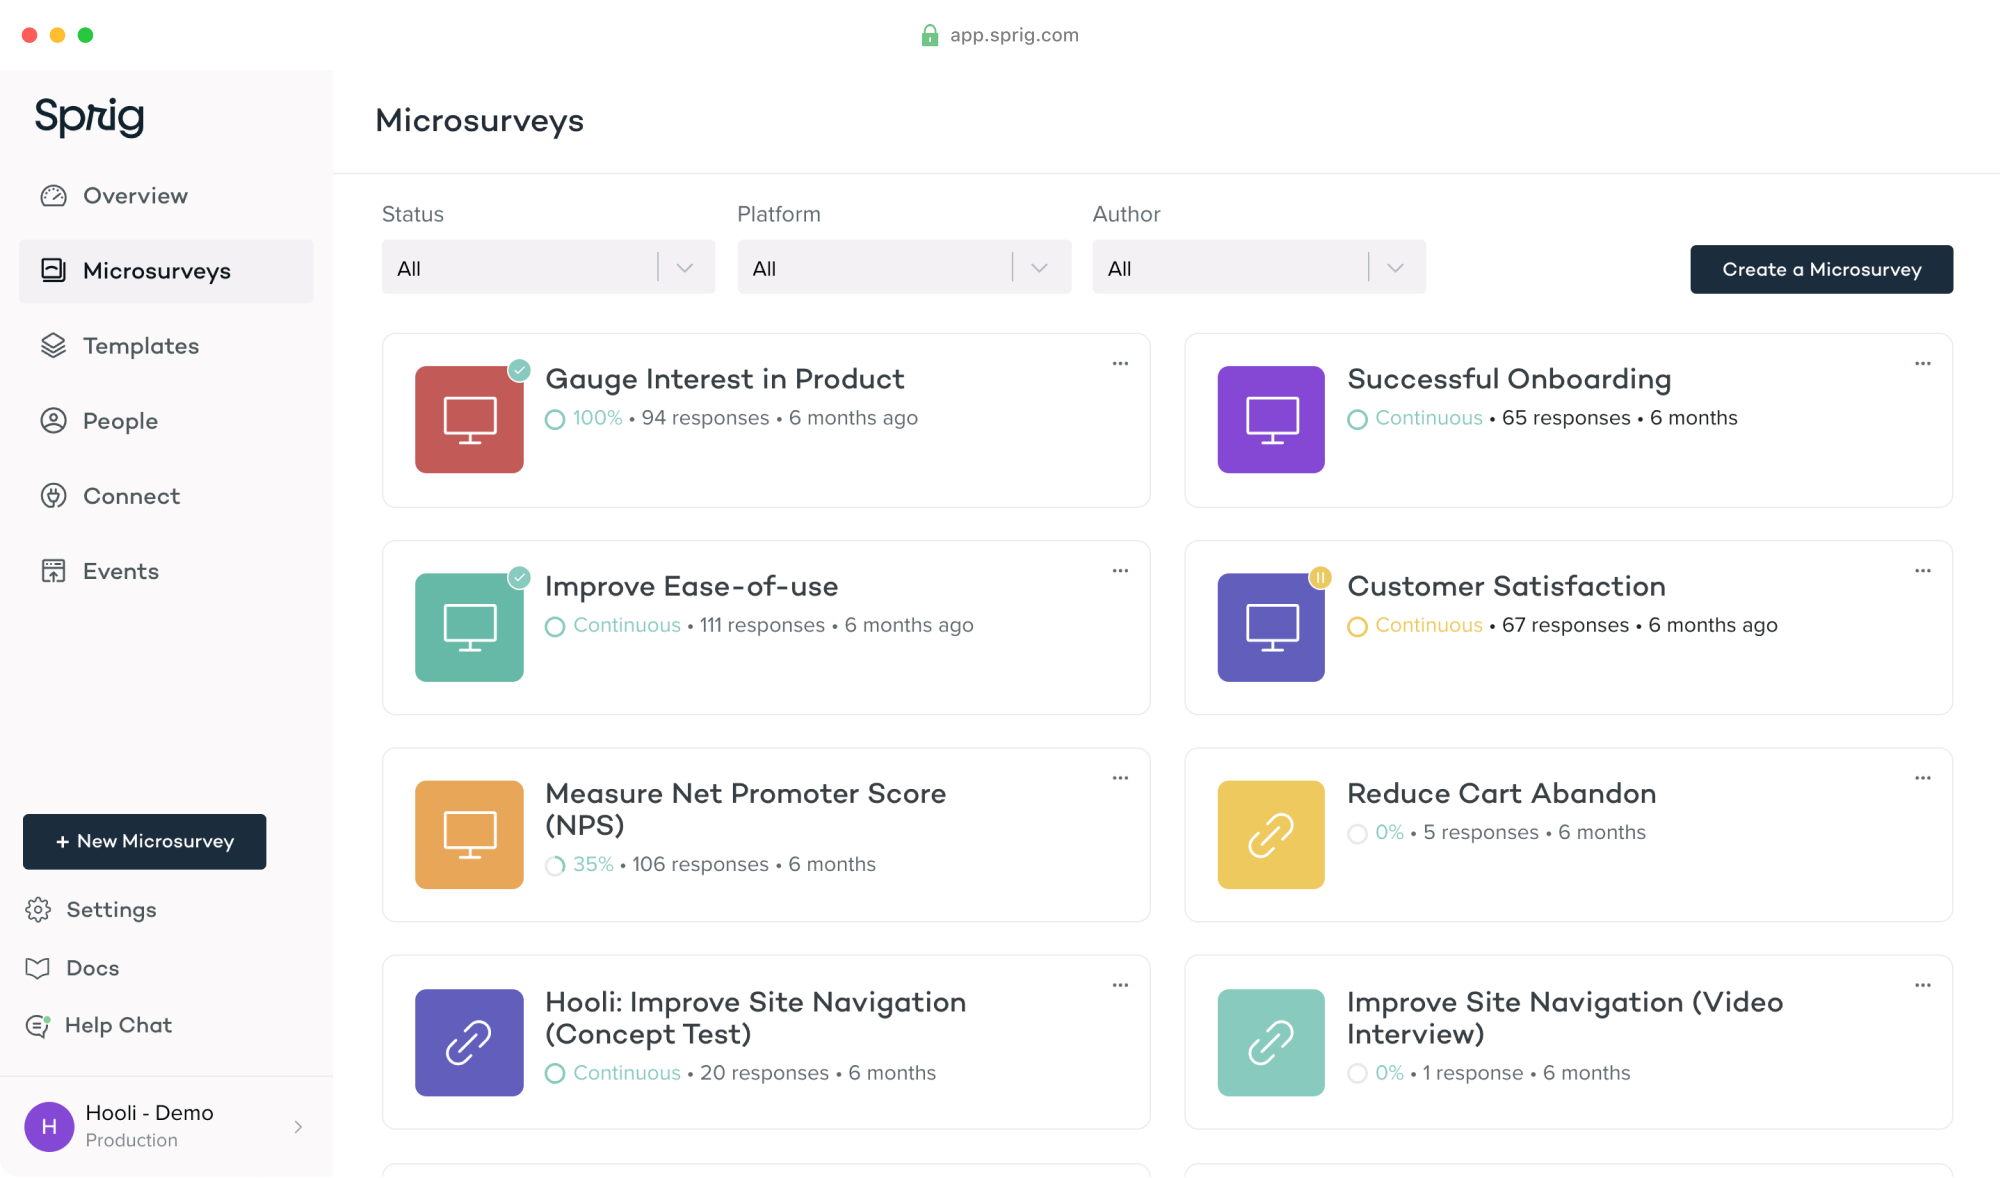 app.sprig.com
Sprig
Overview
Microsurveys
Templates
People
Connect
Events
+ New Microsurvey
Settings
Docs
Help Chat
H
Hooli - Demo
Production
Microsurveys
Status
Platform
Author
All
All
All
Create a Microsurvey
Gauge Interest in Product
100% • 94 responses • 6 months ago
Successful Onboarding
Continuous • 65 responses • 6 months
Improve Ease-of-use
Continuous • 111 responses • 6 months ago
Customer Satisfaction
Continuous • 67 responses • 6 months ago
Measure Net Promoter Score
(NPS)
35% • 106 responses • 6 months
Reduce Cart Abandon
0% • 5 responses • 6 months
Hooli: Improve Site Navigation
(Concept Test)
Continuous • 20 responses • 6 months
Improve Site Navigation (Video
Interview)
0% • 1 response • 6 months